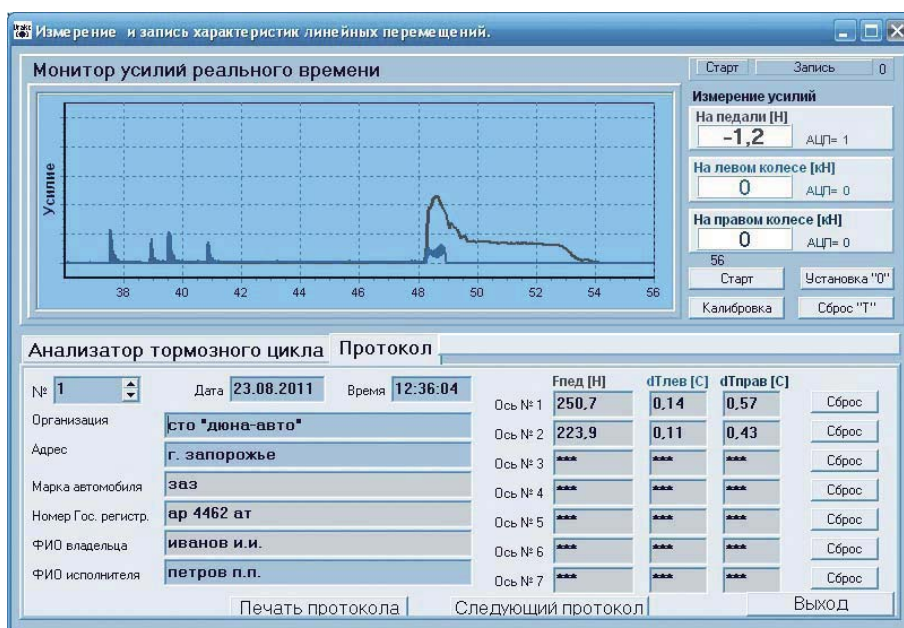 Измерение и запись характеристик линейных перемещений.
Монитор усилий реального времени
Старт Запись 0
Усилие
38 40 42 44 46 48 50 52 54 56
Измерение усилий
На педали [Н]
-1,2 АЦП= 1
На левом колесе [кН]
0 АЦП= 0
На правом колесе [кН]
0 АЦП= 0
56
Старт Установка "0"
Калибровка Сброс "Т"
Анализатор тормозного цикла Протокол
№ 1 Дата 23.08.2011 Время 12:36:04
Организация сто "дюна-авто"
Адрес г. запорожье
Марка автомобиля заз
Номер Гос. регистр. ар 4462 ат
ФИО владельца иванов и.и.
ФИО исполнителя петров п.п.
Fпед [Н] dTлев [С] dTправ [С]
Ось № 1 250,7 0,14 0,57 Сброс
Ось № 2 223,9 0,11 0,43 Сброс
Ось № 3 *** *** *** Сброс
Ось № 4 *** *** *** Сброс
Ось № 5 *** *** *** Сброс
Ось № 6 *** *** *** Сброс
Ось № 7 *** *** *** Сброс
Печать протокола Следующий протокол Выход